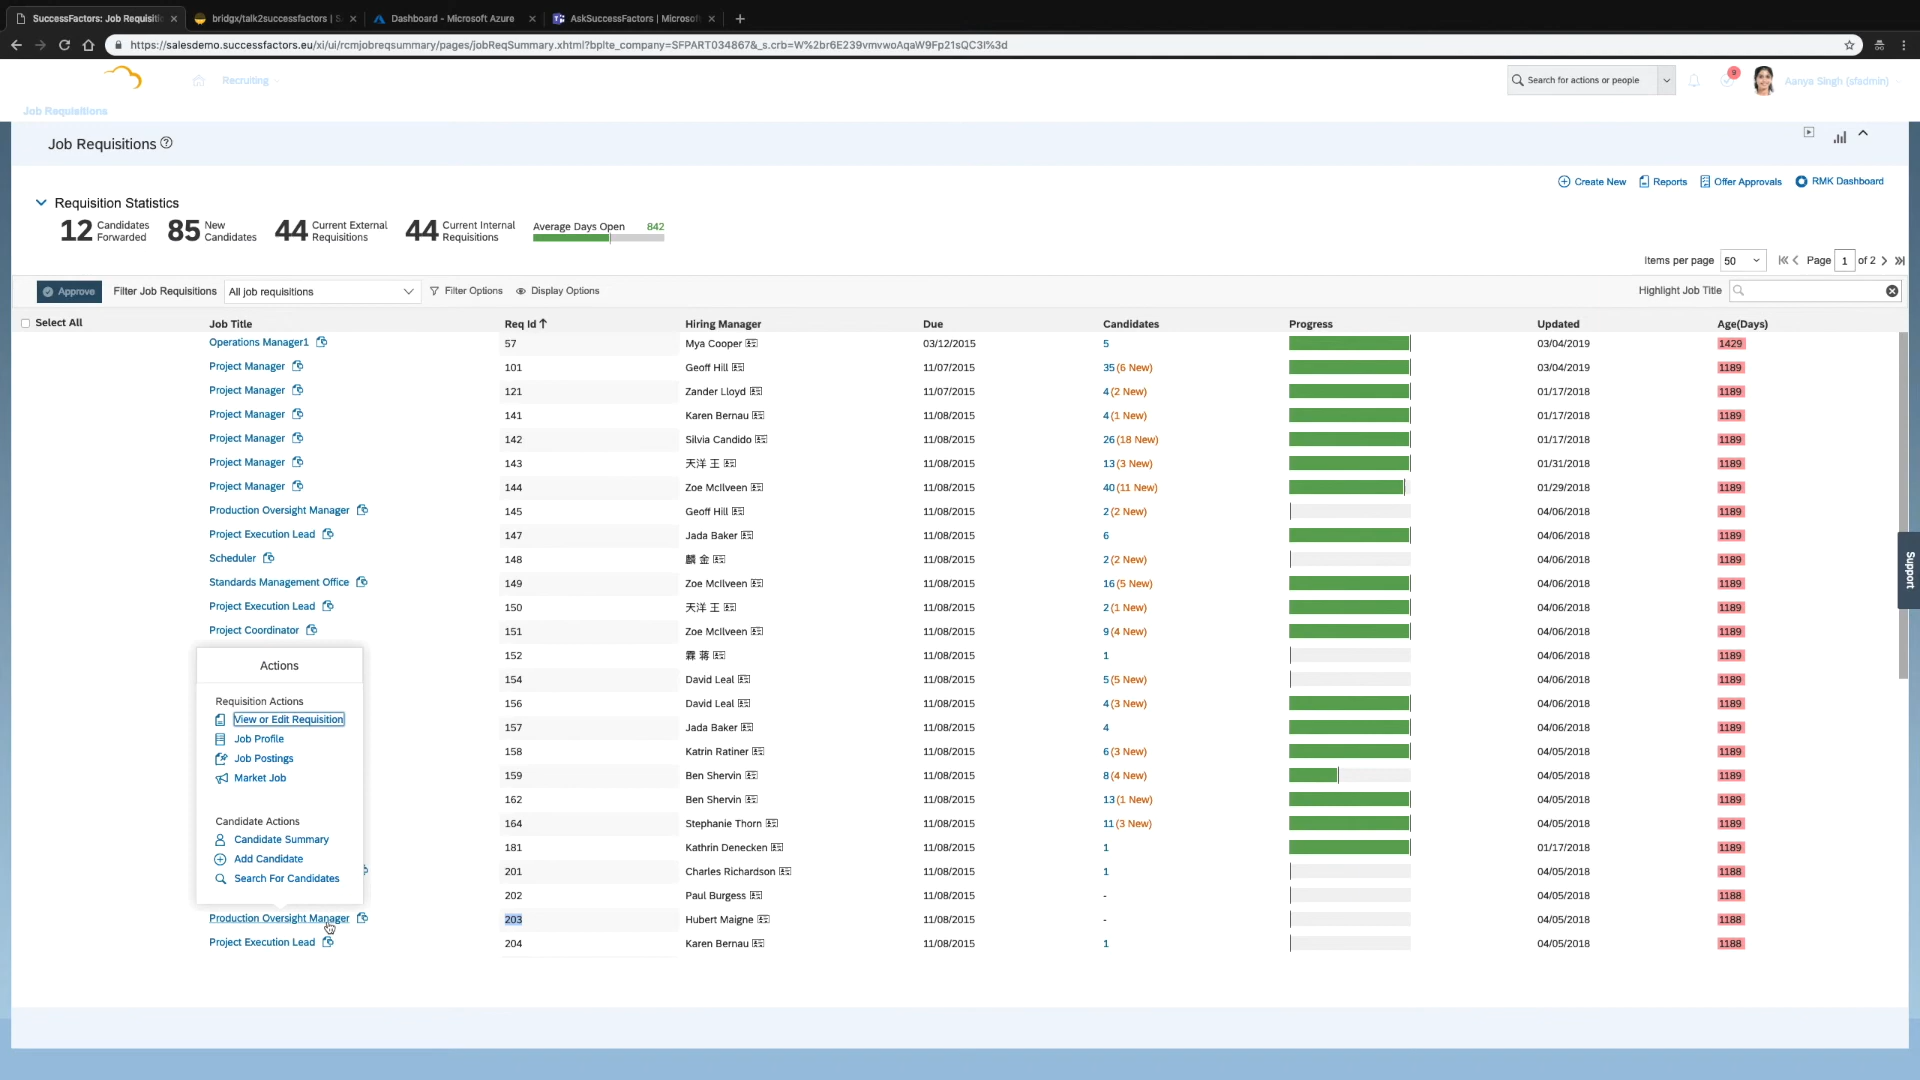 SuccessFactors: Job Requisiti
bridgx/talk2successfactors | S
Dashboard - Microsoft Azure
AskSuccessFactors | Microsof
https://salesdemo.successfactors.eu/xi/ui/rcmjobreqsummary/pages/jobReqSummary.xhtml?bplte_company=SFPART034867&_s.crb=W%2br6E239vmvwoAqaW9Fp21sQC3I%3d
Recruiting
Search for actions or people
9
Aanya Singh (sfadmin)
Job Requisitions
Job Requisitions
Create New Reports Offer Approvals RMK Dashboard
Requisition Statistics
12 Candidates Forwarded 85 New Candidates 44 Current External Requisitions 44 Current Internal Requisitions Average Days Open 842
Items per page 50 Page 1 of 2
Approve Filter Job Requisitions All job requisitions Filter Options Display Options Highlight Job Title
Select All Job Title Req Id Hiring Manager Due Candidates Progress Updated Age(Days)
Operations Manager1 57 Mya Cooper 03/12/2015 5 03/04/2019 1429
Project Manager 101 Geoff Hill 11/07/2015 35 (6 New) 03/04/2019 1189
Project Manager 121 Zander Lloyd 11/07/2015 4 (2 New) 01/17/2018 1189
Project Manager 141 Karen Bernau 11/08/2015 4 (1 New) 01/17/2018 1189
Project Manager 142 Silvia Candido 11/08/2015 26 (18 New) 01/17/2018 1189
Project Manager 143 天洋 王 11/08/2015 13 (3 New) 01/31/2018 1189
Project Manager 144 Zoe McIlveen 11/08/2015 40 (11 New) 01/29/2018 1189
Production Oversight Manager 145 Geoff Hill 11/08/2015 2 (2 New) 04/06/2018 1189
Project Execution Lead 147 Jada Baker 11/08/2015 6 04/06/2018 1189
Scheduler 148 麟 金 11/08/2015 2 (2 New) 04/06/2018 1189
Standards Management Office 149 Zoe McIlveen 11/08/2015 16 (5 New) 04/06/2018 1189
Project Execution Lead 150 天洋 王 11/08/2015 2 (1 New) 04/06/2018 1189
Project Coordinator 151 Zoe McIlveen 11/08/2015 9 (4 New) 04/06/2018 1189
152 霖 蒋 11/08/2015 1 04/06/2018 1189
154 David Leal 11/08/2015 5 (5 New) 04/06/2018 1189
156 David Leal 11/08/2015 4 (3 New) 04/06/2018 1189
157 Jada Baker 11/08/2015 4 04/06/2018 1189
158 Katrin Ratiner 11/08/2015 6 (3 New) 04/05/2018 1189
159 Ben Shervin 11/08/2015 8 (4 New) 04/05/2018 1189
162 Ben Shervin 11/08/2015 13 (1 New) 04/05/2018 1189
164 Stephanie Thorn 11/08/2015 11 (3 New) 04/05/2018 1189
181 Kathrin Denecken 11/08/2015 1 01/17/2018 1189
201 Charles Richardson 11/08/2015 1 04/05/2018 1188
202 Paul Burgess 11/08/2015 - 04/05/2018 1188
Production Oversight Manager 203 Hubert Maigne 11/08/2015 - 04/05/2018 1188
Project Execution Lead 204 Karen Bernau 11/08/2015 1 04/05/2018 1188
Actions
Requisition Actions
View or Edit Requisition
Job Profile
Job Postings
Market Job
Candidate Actions
Candidate Summary
Add Candidate
Search For Candidates
Support